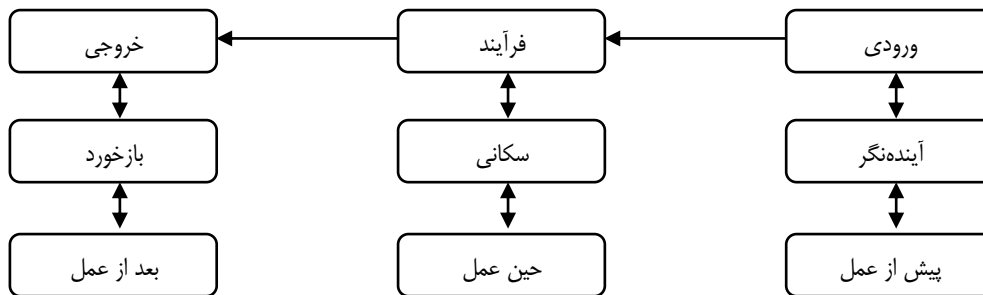 ورودی
فرآیند
خروجی
آینده‌نگر
سکانی
بازخورد
پیش از عمل
حین عمل
بعد از عمل